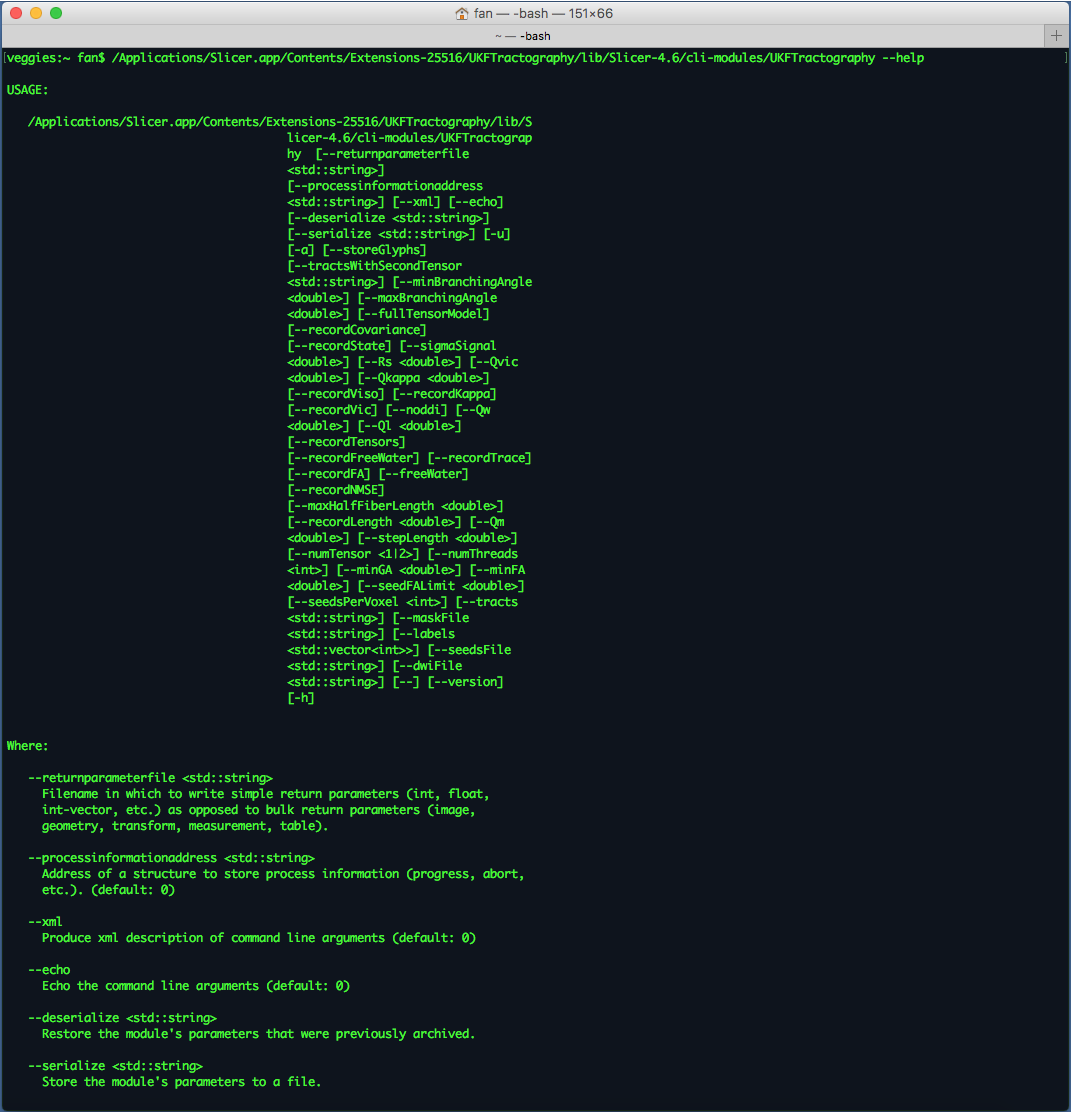 fan — -bash — 151×66
~ — -bash
[veggies:~ fan$ /Applications/Slicer.app/Contents/Extensions-25516/UKFTractography/lib/Slicer-4.6/cli-modules/UKFTractography --help ]
USAGE:
/Applications/Slicer.app/Contents/Extensions-25516/UKFTractography/lib/S
licer-4.6/cli-modules/UKFTractograp
hy [--returnparameterfile
<std::string>]
[--processinformationaddress
<std::string>] [--xml] [--echo]
[--deserialize <std::string>]
[--serialize <std::string>] [-u]
[-a] [--storeGlyphs]
[--tractsWithSecondTensor
<std::string>] [--minBranchingAngle
<double>] [--maxBranchingAngle
<double>] [--fullTensorModel]
[--recordCovariance]
[--recordState] [--sigmaSignal
<double>] [--Rs <double>] [--Qvic
<double>] [--Qkappa <double>]
[--recordViso] [--recordKappa]
[--recordVic] [--noddi] [--Qw
<double>] [--Ql <double>]
[--recordTensors]
[--recordFreeWater] [--recordTrace]
[--recordFA] [--freeWater]
[--recordNMSE]
[--maxHalfFiberLength <double>]
[--recordLength <double>] [--Qm
<double>] [--stepLength <double>]
[--numTensor <1|2>] [--numThreads
<int>] [--minGA <double>] [--minFA
<double>] [--seedFALimit <double>]
[--seedsPerVoxel <int>] [--tracts
<std::string>] [--maskFile
<std::string>] [--labels
<std::vector<int>>] [--seedsFile
<std::string>] [--dwiFile
<std::string>] [--] [--version]
[-h]
Where:
--returnparameterfile <std::string>
Filename in which to write simple return parameters (int, float,
int-vector, etc.) as opposed to bulk return parameters (image,
geometry, transform, measurement, table).
--processinformationaddress <std::string>
Address of a structure to store process information (progress, abort,
etc.). (default: 0)
--xml
Produce xml description of command line arguments (default: 0)
--echo
Echo the command line arguments (default: 0)
--deserialize <std::string>
Restore the module's parameters that were previously archived.
--serialize <std::string>
Store the module's parameters to a file.